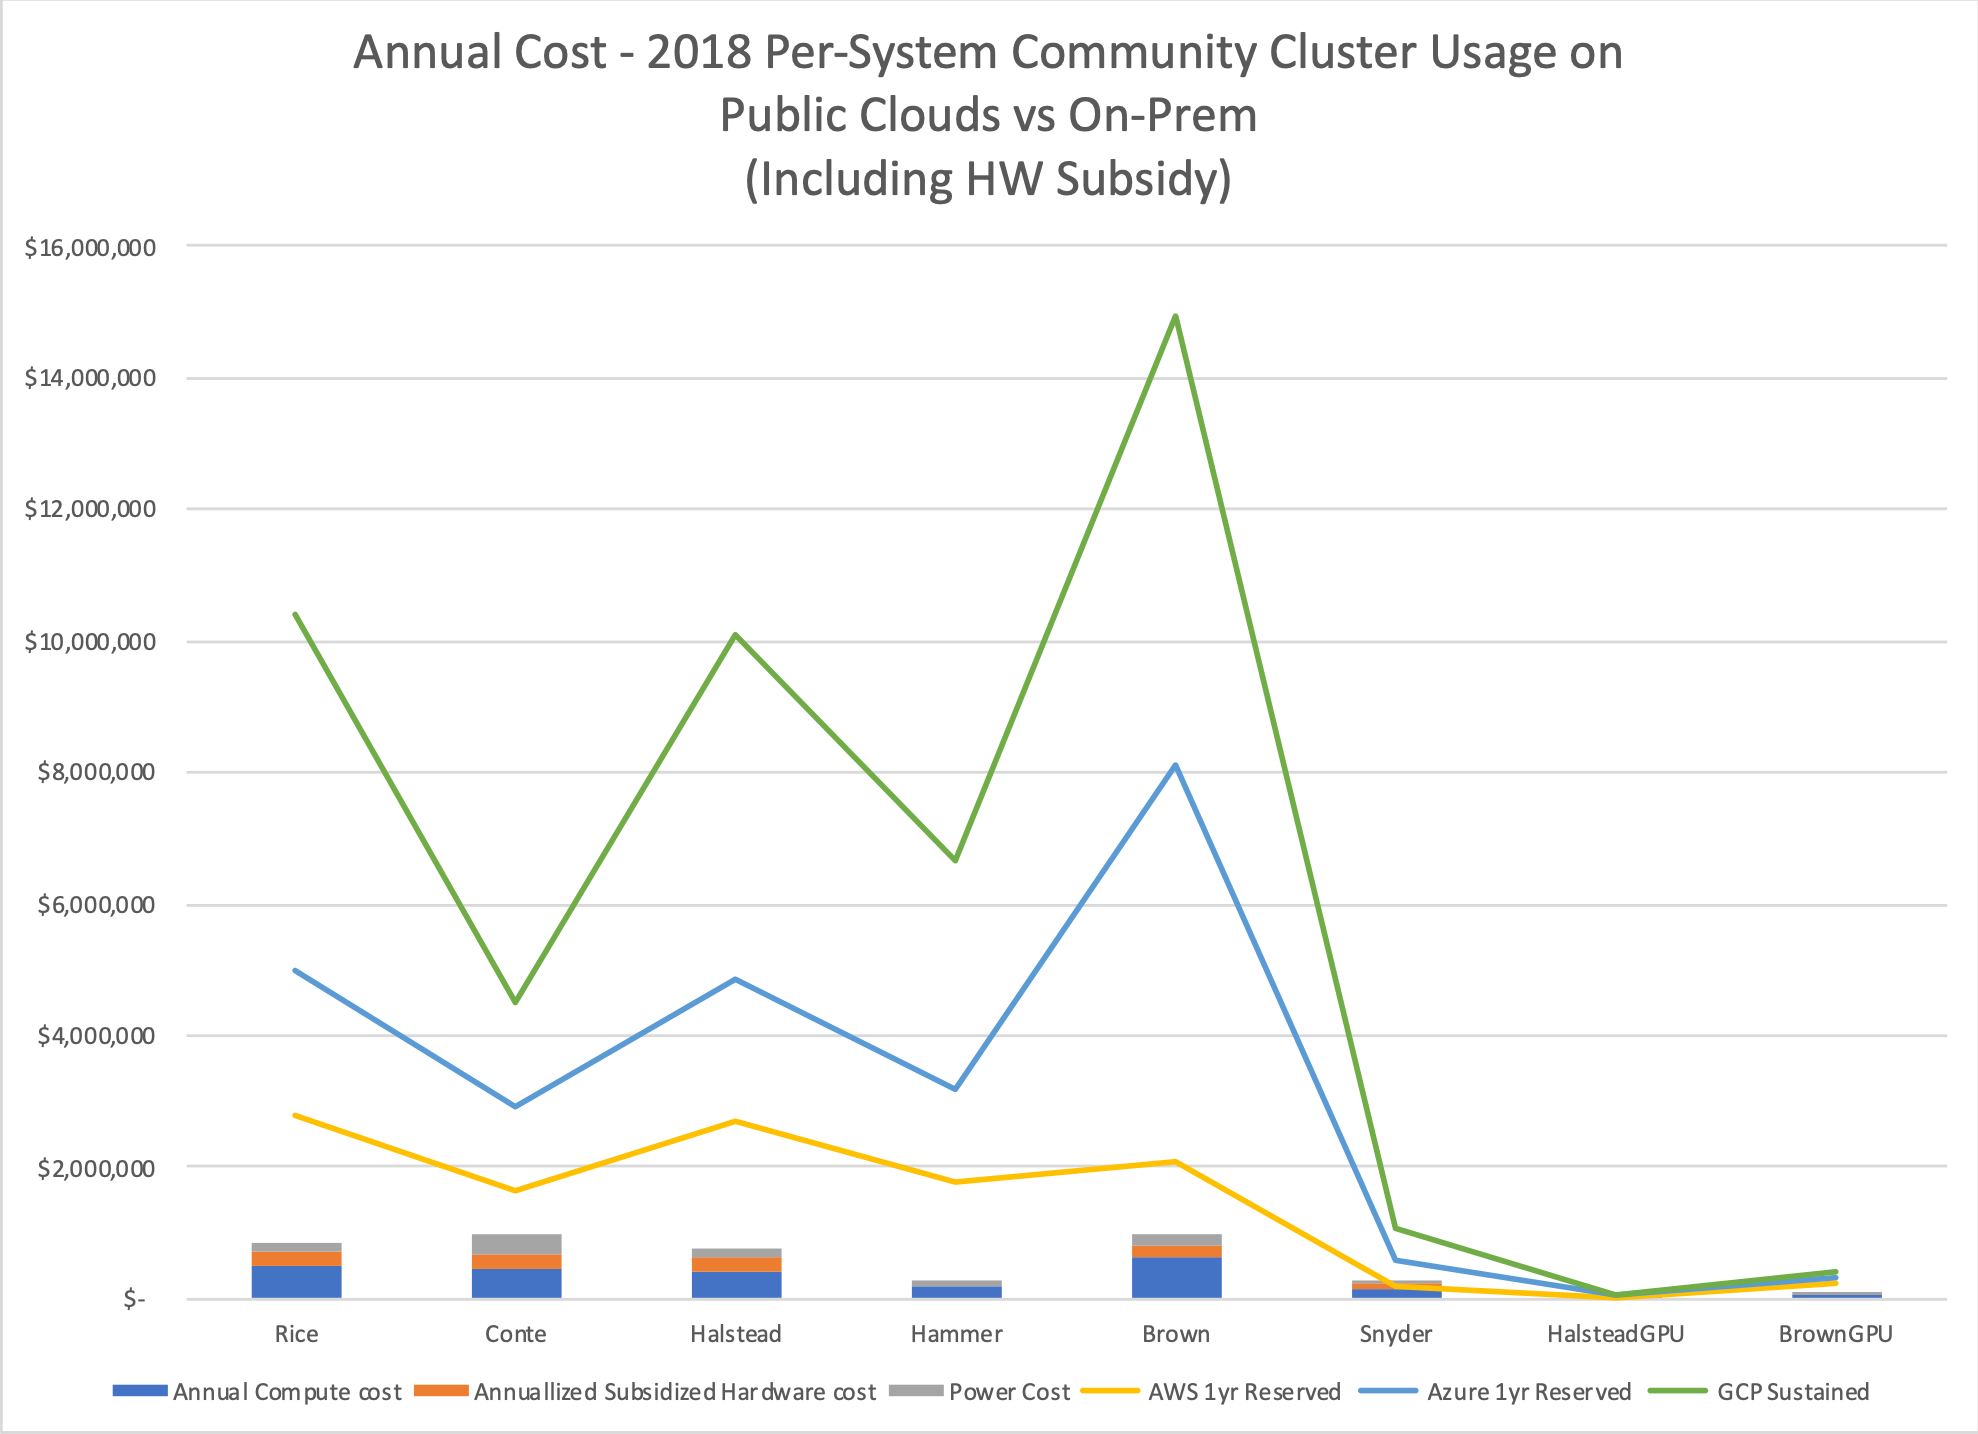 Annual Cost - 2018 Per-System Community Cluster Usage on
Public Clouds vs On-Prem
(Including HW Subsidy)
$16,000,000
$14,000,000
$12,000,000
$10,000,000
$8,000,000
$6,000,000
$4,000,000
$2,000,000
$-
Rice Conte Halstead Hammer Brown Snyder HalsteadGPU BrownGPU
Annual Compute cost Annuallized Subsidized Hardware cost Power Cost AWS 1yr Reserved Azure 1yr Reserved GCP Sustained